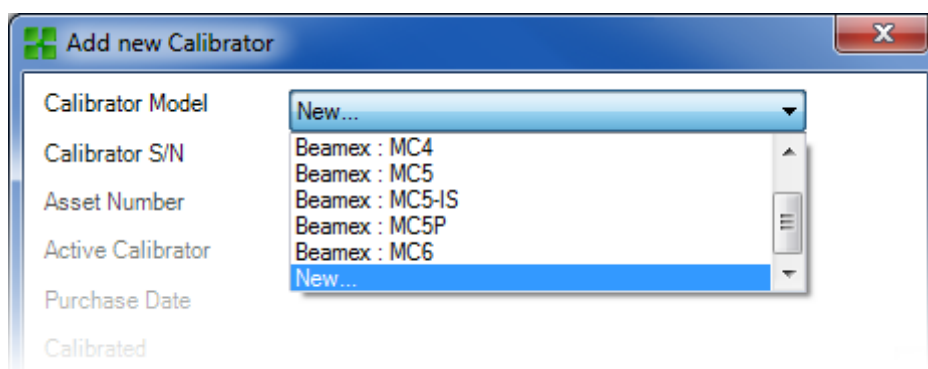 Add new Calibrator
Calibrator Model
New...
Calibrator S/N
Beamex : MC4
Beamex : MC5
Beamex : MC5-IS
Beamex : MC5P
Beamex : MC6
New...
Asset Number
Active Calibrator
Purchase Date
Calibrated